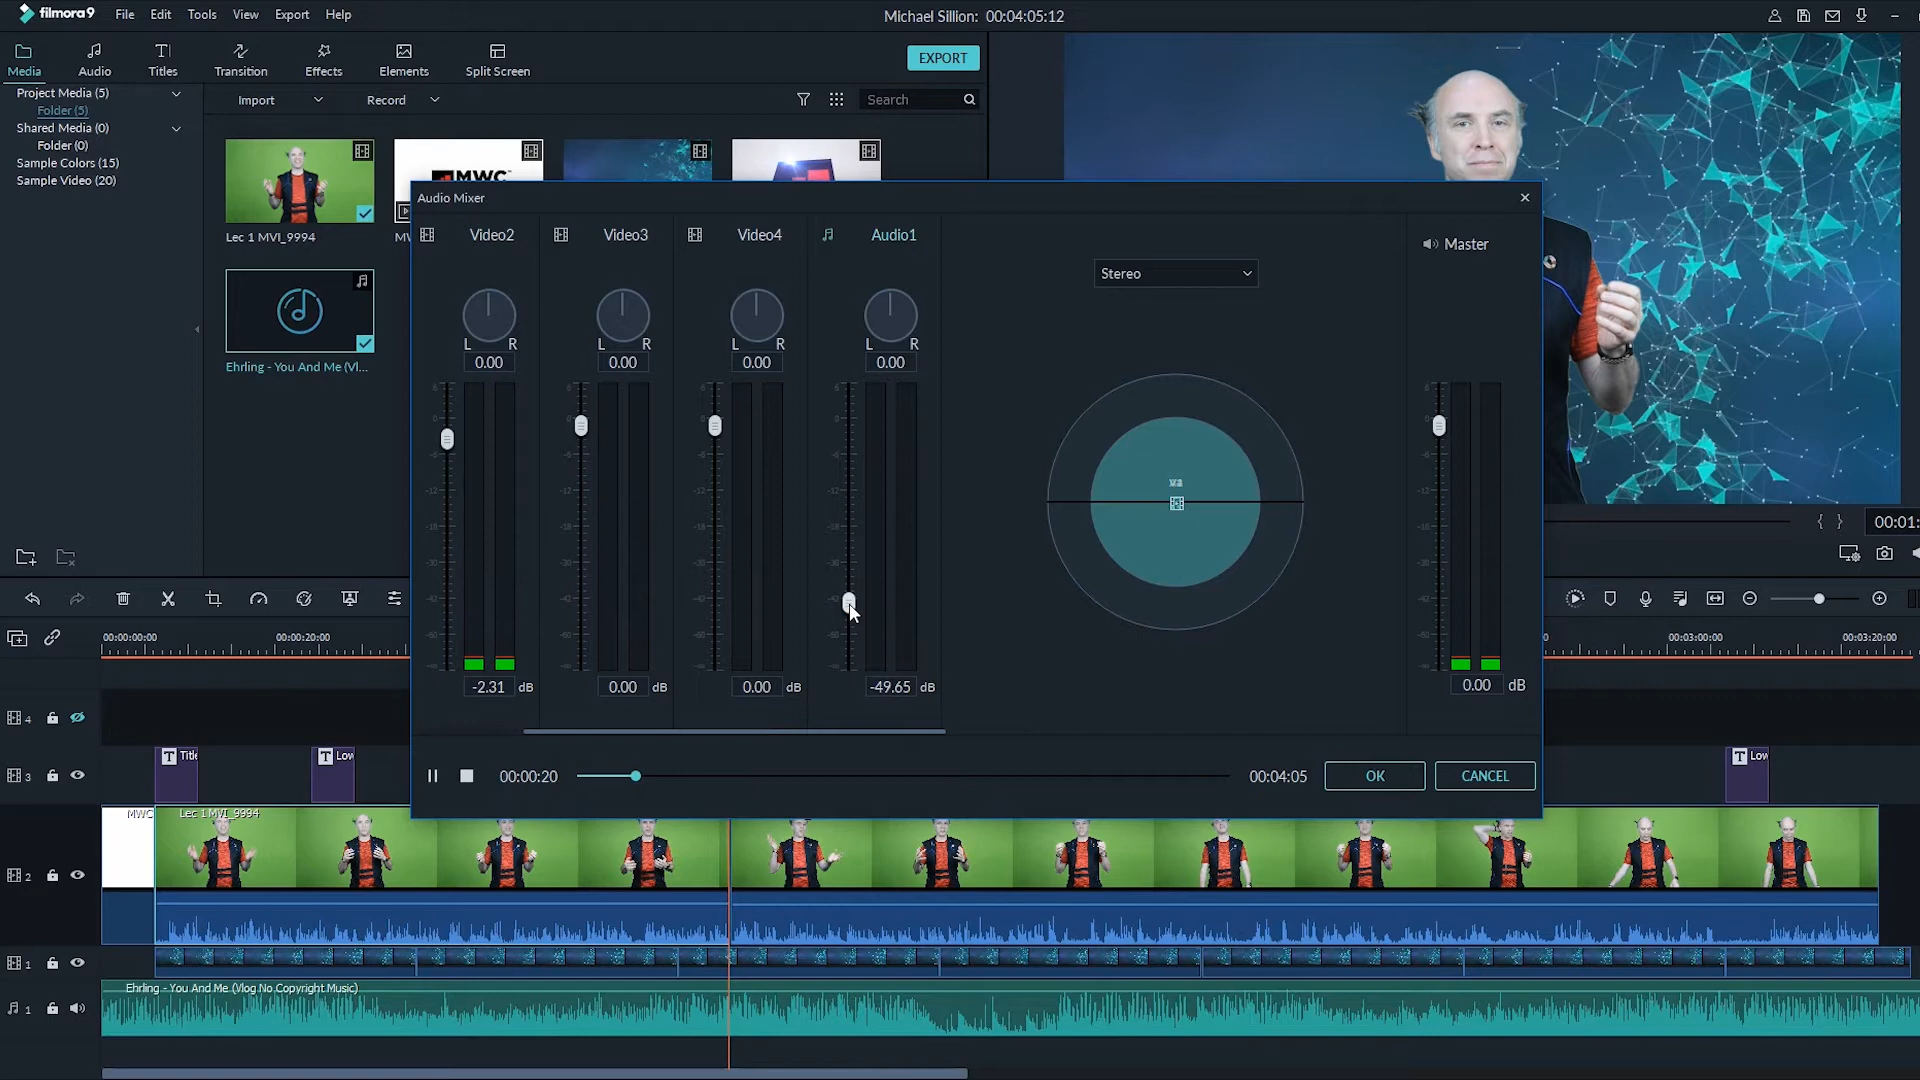 filmora9 File Edit Tools View Export Help
Michael Sillion: 00:04:05:12
Media Audio Titles Transition Effects Elements Split Screen
EXPORT
Project Media (5)
Folder (5)
Shared Media (0)
Folder (0)
Sample Colors (15)
Sample Video (20)
Import Record Search
MWC
Lec 1 MVI_9994
Ehrling - You And Me (Vl...
Audio Mixer
Video2 Video3 Video4 Audio1
Stereo
Master
L R L R L R L R
0.00 0.00 0.00 0.00
-2.31 dB 0.00 dB 0.00 dB -49.65 dB
0.00 dB
00:00:20 00:04:05 OK CANCEL
00:01:
00:00:00:00 00:00:20:00 00:03:00:00 00:03:20:00
4
3 T Title T Low T Low
2 MWC Lec 1 MVI_9994
1
1 Ehrling - You And Me (Vlog No Copyright Music)